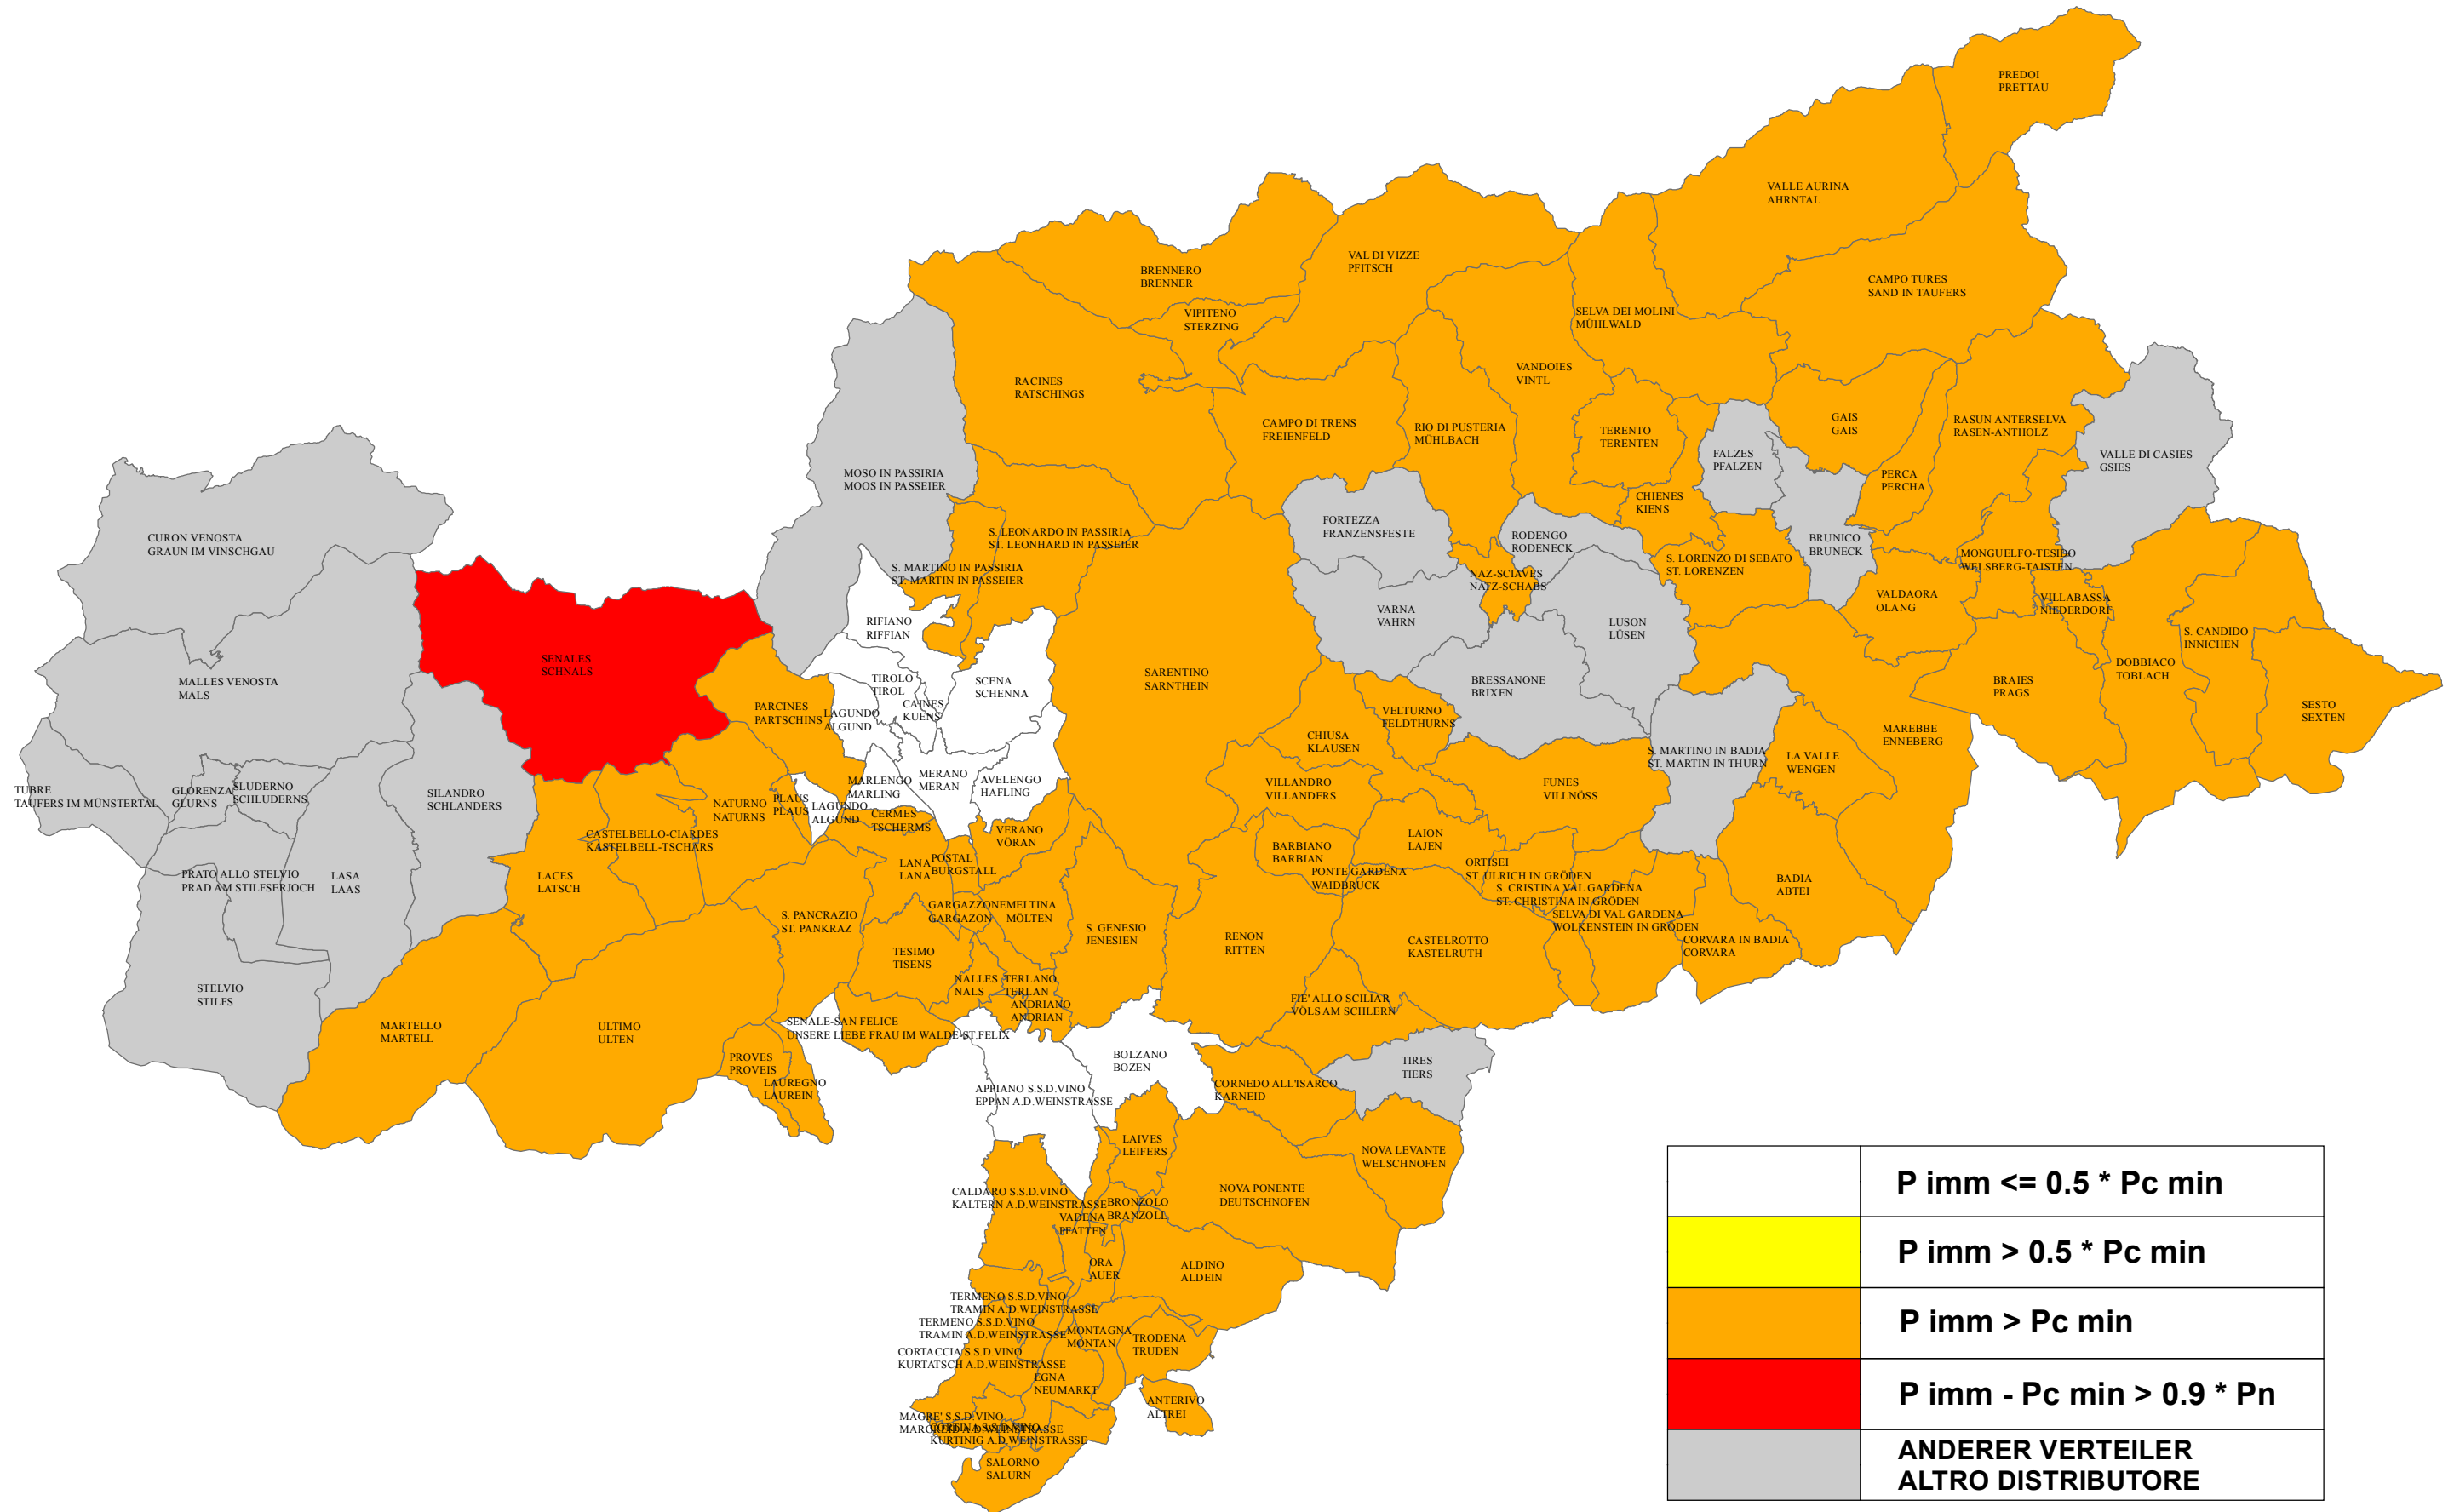 PREDOI
PRETTAU
VALLE AURINA
AHRNTAL
VAL DI VIZZE
PFITSCH
BRENNERO
BRENNER
CAMPO TURES
SAND IN TAUFERS
VIPITENO
STERZING
SELVA DEI MOLINI
MÜHLWALD
VANDOIES
VINTL
RACINES
RATSCHINGS
GAIS
GAIS
RASUN ANTERSELVA
RASEN-ANTHOLZ
CAMPO DI TRENS
FREIENFELD
RIO DI PUSTERIA
MÜHLBACH
TERENTO
TERENTEN
FALZES
PFALZEN
VALLE DI CASIES
GSIES
MOSO IN PASSIRIA
MOOS IN PASSEIER
PERCA
PERCHA
CHIENES
KIENS
FORTEZZA
FRANZENSFESTE
S. LEONARDO IN PASSIRIA
ST. LEONHARD IN PASSEIER
RODENGO
RODENECK
BRUNICO
BRUNECK
CURON VENOSTA
GRAUN IM VINSCHGAU
MONGUELFO-TESIDO
WELSBERG-TAISTEN
S. LORENZO DI SEBATO
ST. LORENZEN
S. MARTINO IN PASSIRIA
ST. MARTIN IN PASSEIER
NAZ-SCIAVES
NATZ-SCHABS
VALDAORA
OLANG
VILLABASSA
NIEDERDORF
VARNA
VAHRN
RIFIANO
RIFFIAN
LUSON
LÜSEN
S. CANDIDO
INNICHEN
SENALES
SCHNALS
DOBBIACO
TOBLACH
SARENTINO
SARNTHEIN
TIROLO
TIROL
SCENA
SCHENNA
BRESSANONE
BRIXEN
BRAIES
PRAGS
MALLES VENOSTA
MALS
CAINES
KUENS
PARCINES
PARTSCHINS
LAGUNDO
ALGUND
VELTURNO
FELDTHURNS
SESTO
SEXTEN
MAREBBE
ENNEBERG
CHIUSA
KLAUSEN
S. MARTINO IN BADIA
ST. MARTIN IN THURN
LA VALLE
WENGEN
MERANO
MERAN
AVELENGO
HAFLING
MARLENGO
MARLING
VILLANDRO
VILLANDERS
FUNES
VILLNÖSS
TUBRE
TAUFERS IM MÜNSTERTAL
GLORENZA
GLURNS
SLUDERNO
SCHLUDERNS
SILANDRO
SCHLANDERS
NATURNO
NATURNS
PLAUS
PLAUS
LAGUNDO
ALGUND
CERMES
TSCHERMS
VERANO
VÖRAN
CASTELBELLO-CIARDES
KASTELBELL-TSCHARS
LAION
LAJEN
BARBIANO
BARBIAN
POSTAL
BURGSTALL
LANA
LANA
ORTISEI
ST. ULRICH IN GRÖDEN
PONTE GARDENA
WAIDBRUCK
PRATO ALLO STELVIO
PRAD AM STILFSERJOCH
LASA
LAAS
LACES
LATSCH
BADIA
ABTEI
S. CRISTINA VAL GARDENA
ST. CHRISTINA IN GRÖDEN
GARGAZZONE
GARGAZON
MELTINA
MÖLTEN
S. PANCRAZIO
ST. PANKRAZ
SELVA DI VAL GARDENA
WOLKENSTEIN IN GRÖDEN
S. GENESIO
JENESIEN
RENON
RITTEN
CASTELROTTO
KASTELRUTH
CORVARA IN BADIA
CORVARA
TESIMO
TISENS
NALLES
NALS
TERLANO
TERLAN
STELVIO
STILFS
FIE' ALLO SCILIAR
VÖLS AM SCHLERN
ANDRIANO
ANDRIAN
SENALE-SAN FELICE
UNSERE LIEBE FRAU IM WALDE-ST.FELIX
MARTELLO
MARTELL
ULTIMO
ULTEN
PROVES
PROVEIS
BOLZANO
BOZEN
TIRES
TIERS
LAUREGNO
LAUREIN
CORNEDO ALL'ISARCO
KARNEID
APPIANO S.S.D.VINO
EPPAN A.D.WEINSTRASSE
LAIVES
LEIFERS
NOVA LEVANTE
WELSCHNOFEN
CALDARO S.S.D.VINO
KALTERN A.D.WEINSTRASSE
NOVA PONENTE
DEUTSCHNOFEN
BRONZOLO
BRANZOLL
VADENA
PFATTEN
ORA
AUER
ALDINO
ALDEIN
TERMENO S.S.D.VINO
TRAMIN A.D.WEINSTRASSE
TERMENO S.S.D.VINO
TRAMIN A.D.WEINSTRASSE
MONTAGNA
MONTAN
TRODENA
TRUDEN
CORTACCIA S.S.D.VINO
KURTATSCH A.D.WEINSTRASSE
EGNA
NEUMARKT
ANTERIVO
ALTREI
MAGRE' S.S.D.VINO
MARGREID A.D.WEINSTRASSE
CORTINA S.S.D.VINO
KURTINIG A.D.WEINSTRASSE
SALORNO
SALURN
P imm <= 0.5 * Pc min
P imm > 0.5 * Pc min
P imm > Pc min
P imm - Pc min > 0.9 * Pn
ANDERER VERTEILER
ALTRO DISTRIBUTORE